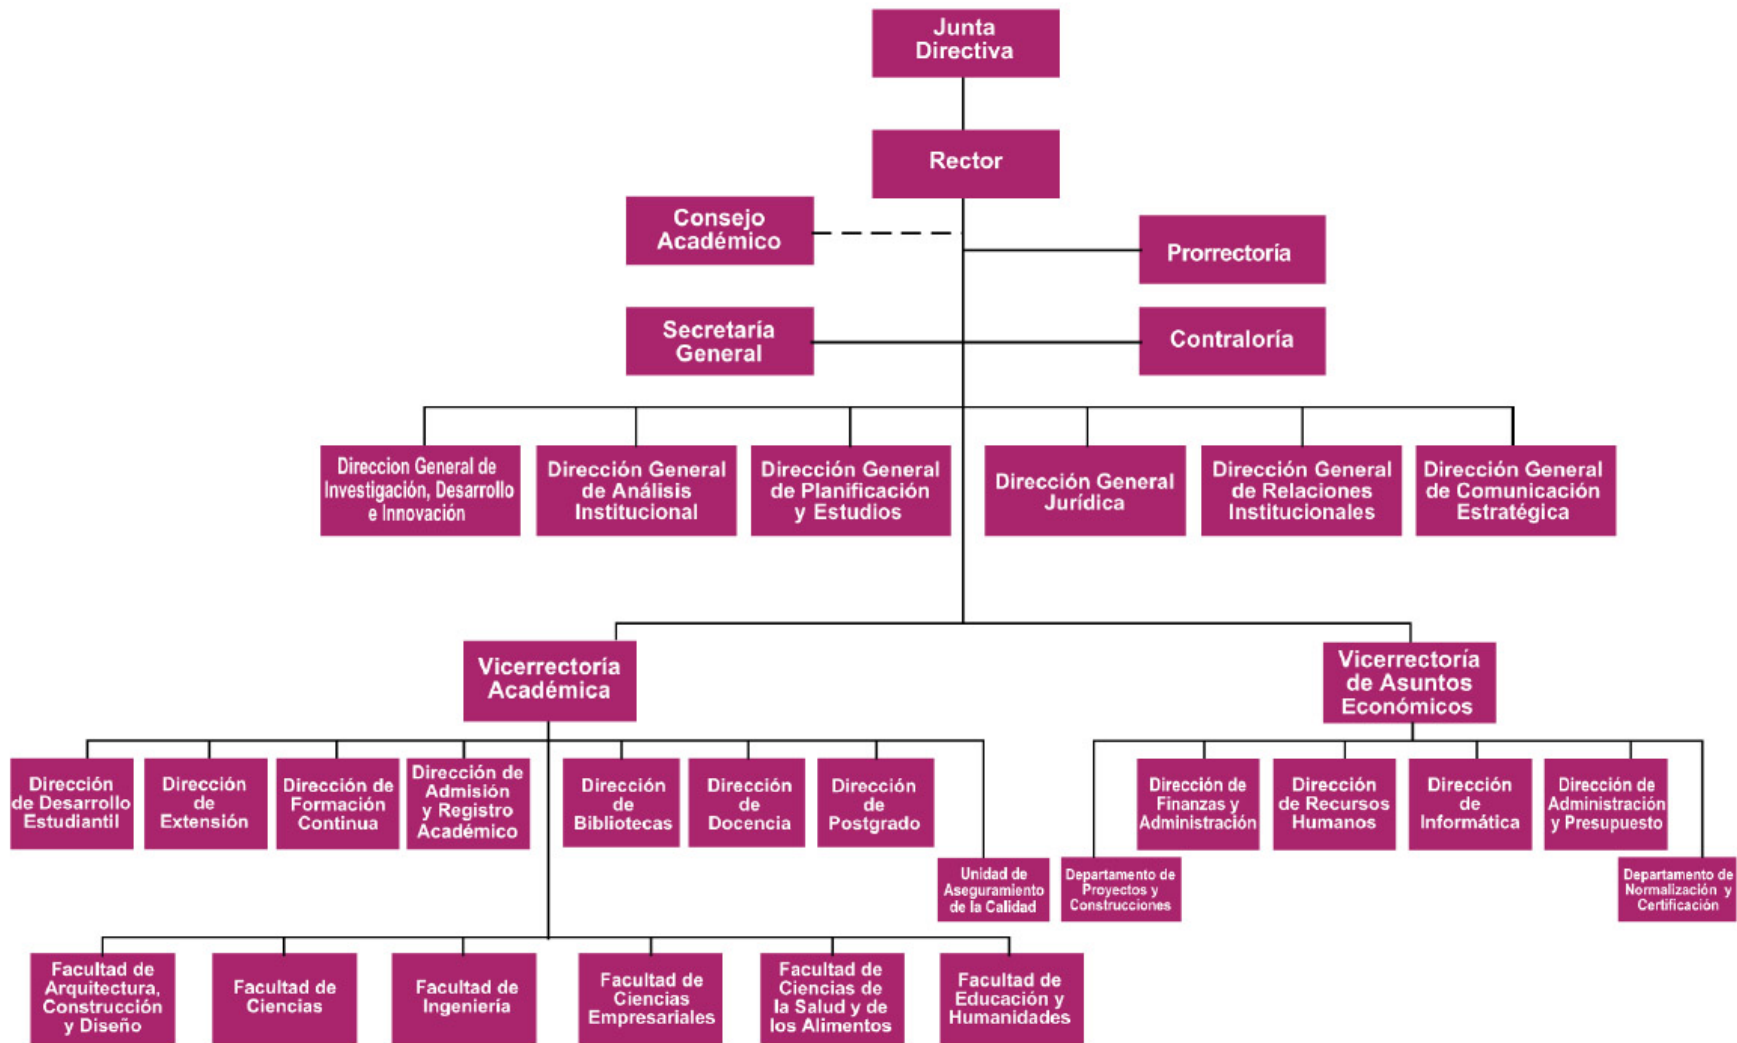 Junta
Directiva
Rector
Consejo
Académico
Prorrectoría
Secretaría
General
Contraloría
Direccion General de
Investigación, Desarrollo
e Innovación
Dirección General
de Análisis
Institucional
Dirección General
de Planificación
y Estudios
Dirección General
Jurídica
Dirección General
de Relaciones
Institucionales
Dirección General
de Comunicación
Estratégica
Vicerrectoría
Académica
Vicerrectoría
de Asuntos
Económicos
Dirección
de Desarrollo
Estudiantil
Dirección
de
Extensión
Dirección de
Formación
Continua
Dirección de
Admisión
y Registro
Académico
Dirección
de
Bibliotecas
Dirección
de
Docencia
Dirección
de
Postgrado
Unidad de
Aseguramiento
de la Calidad
Departamento de
Proyectos y
Construcciones
Dirección de
Finanzas y
Administración
Dirección
de Recursos
Humanos
Dirección
de
Informática
Dirección de
Administración
y Presupuesto
Departamento de
Normalización y
Certificación
Facultad de
Arquitectura,
Construcción
y Diseño
Facultad de
Ciencias
Facultad de
Ingeniería
Facultad de
Ciencias
Empresariales
Facultad de
Ciencias de
la Salud y de
los Alimentos
Facultad de
Educación y
Humanidades